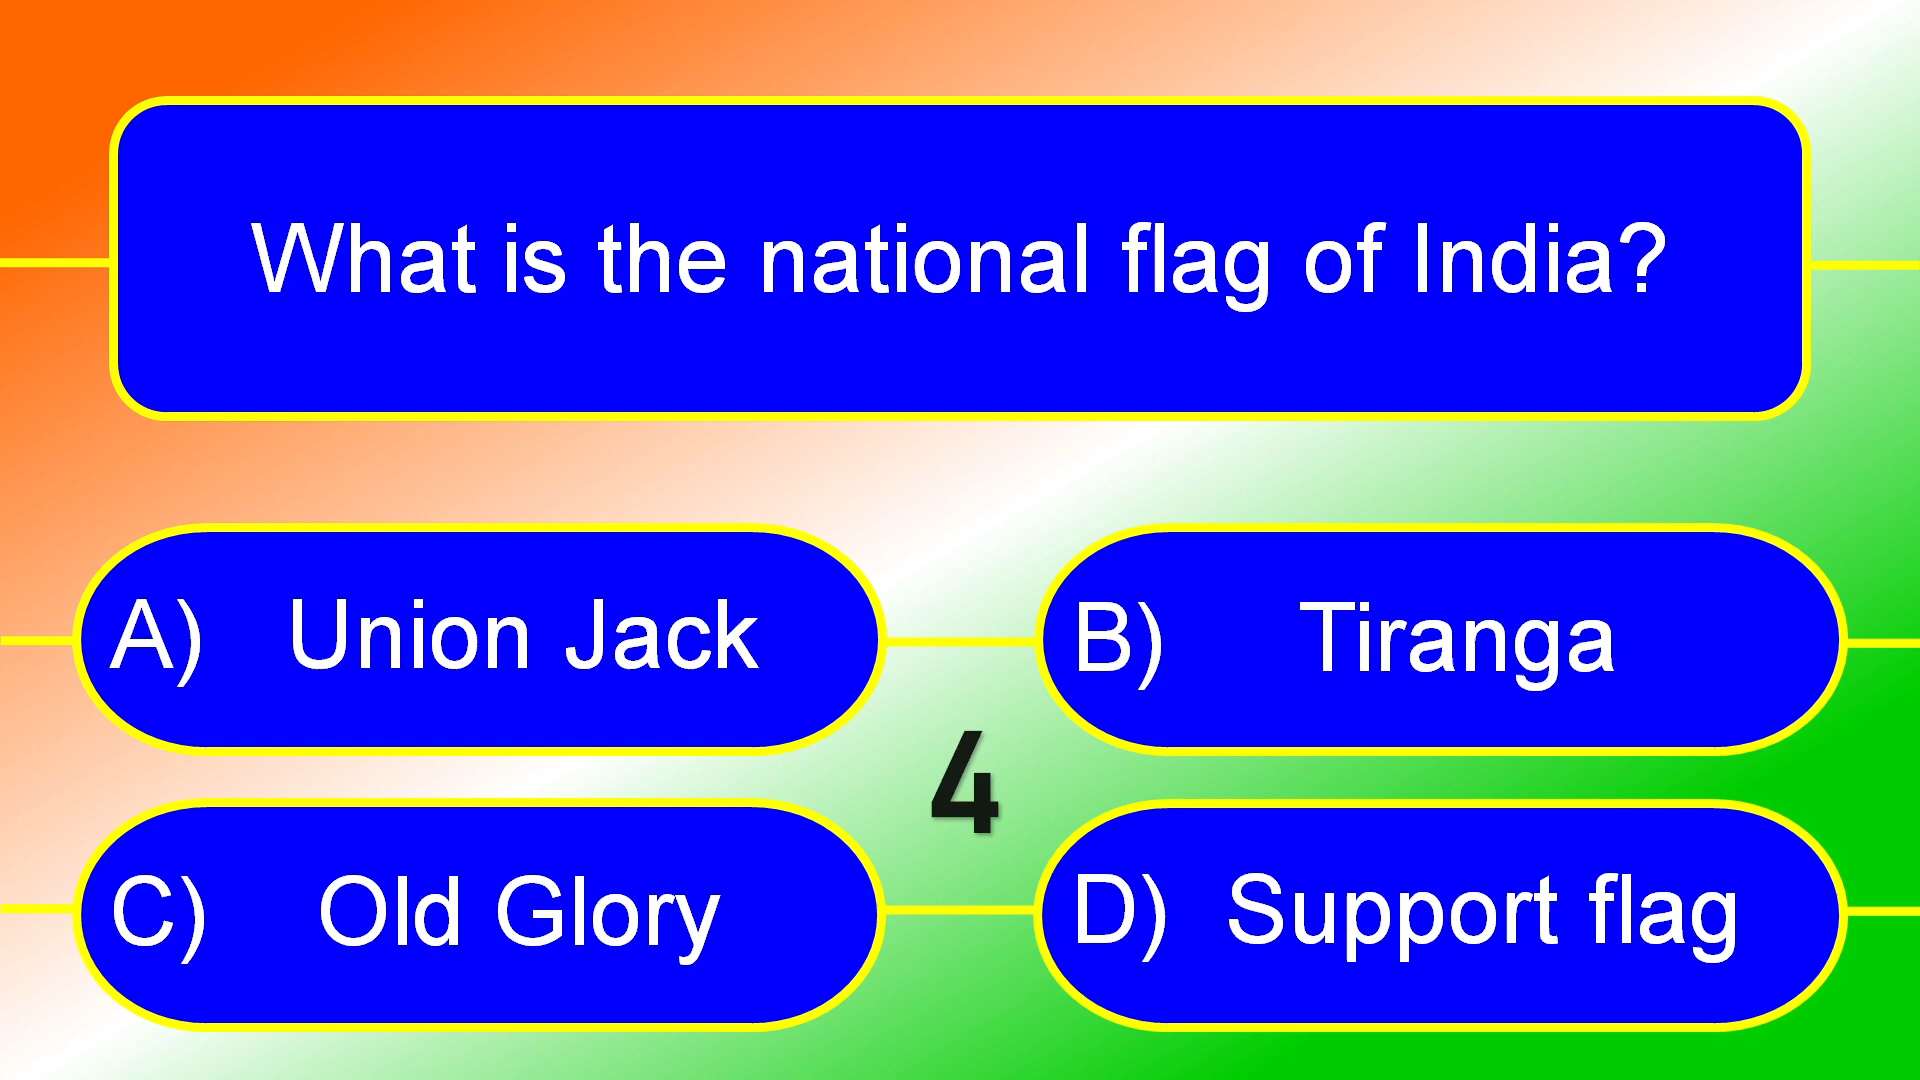 What is the national flag of India?
A) Union Jack
B) Tiranga
4
C) Old Glory
D) Support flag